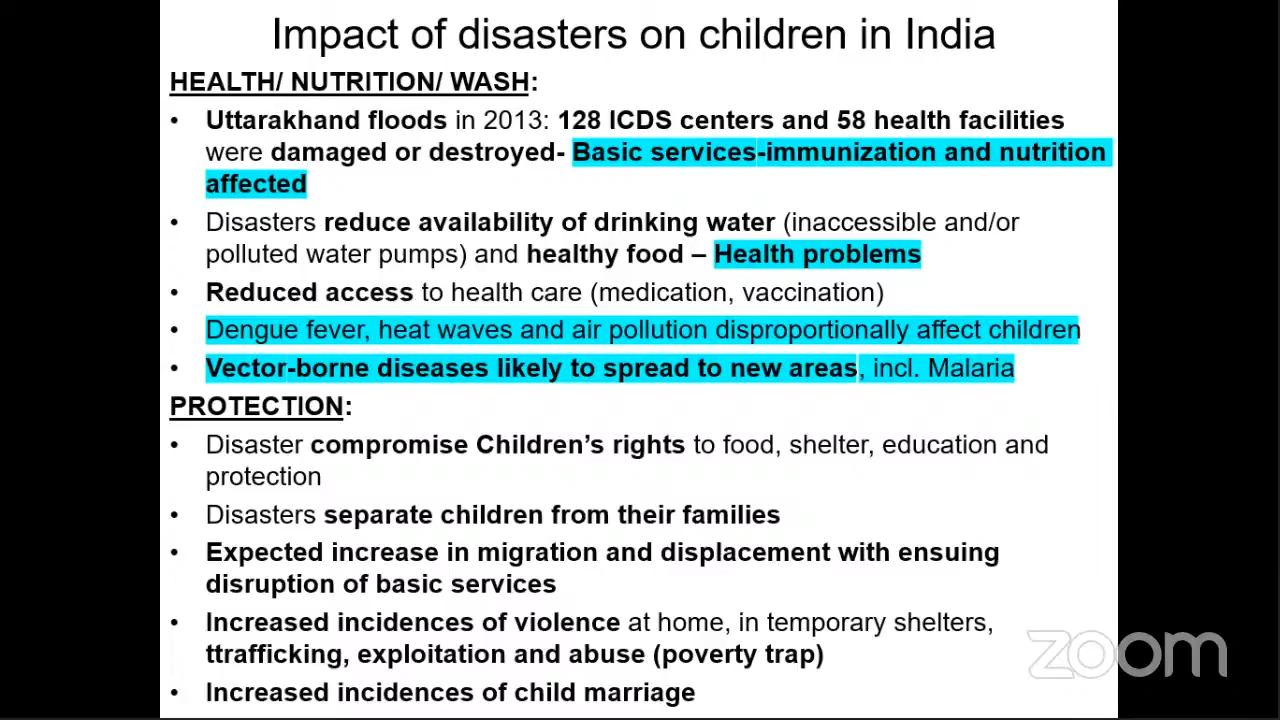 Impact of disasters on children in India
HEALTH/ NUTRITION/ WASH:
• Uttarakhand floods in 2013: 128 ICDS centers and 58 health facilities
were damaged or destroyed- Basic services-immunization and nutrition
affected
• Disasters reduce availability of drinking water (inaccessible and/or
polluted water pumps) and healthy food – Health problems
• Reduced access to health care (medication, vaccination)
• Dengue fever, heat waves and air pollution disproportionally affect children
• Vector-borne diseases likely to spread to new areas, incl. Malaria
PROTECTION:
• Disaster compromise Children’s rights to food, shelter, education and
protection
• Disasters separate children from their families
• Expected increase in migration and displacement with ensuing
disruption of basic services
• Increased incidences of violence at home, in temporary shelters,
ttrafficking, exploitation and abuse (poverty trap)
• Increased incidences of child marriage
zoom